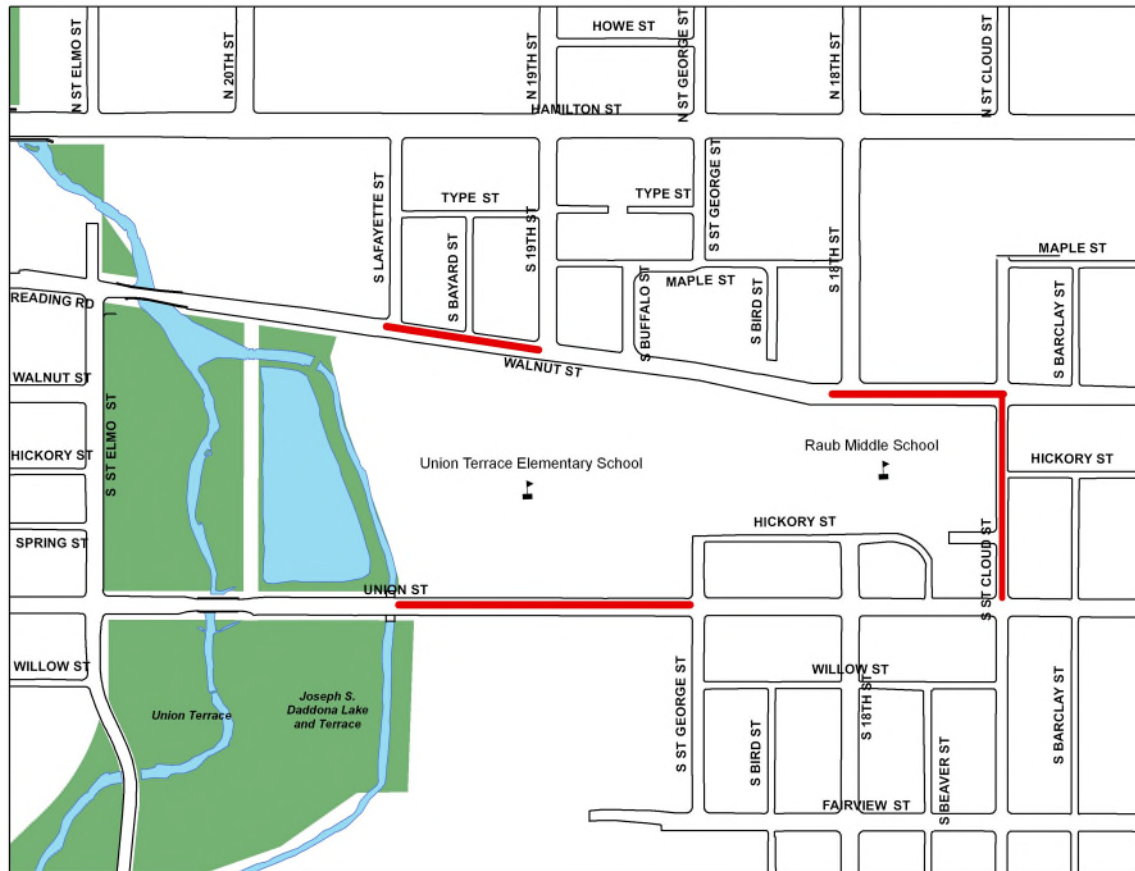 HOWE ST
N ST ELMO ST
N 20TH ST
N 19TH ST
N ST GEORGE ST
N 18TH ST
N ST CLOUD ST
HAMILTON ST
S LAFAYETTE ST
TYPE ST
TYPE ST
S BAYARD ST
S 19TH ST
S ST GEORGE ST
S 18TH ST
MAPLE ST
MAPLE ST
S BUFFALO ST
S BIRD ST
S BARCLAY ST
READING RD
WALNUT ST
WALNUT ST
S ST ELMO ST
HICKORY ST
Union Terrace Elementary School
Raub Middle School
HICKORY ST
HICKORY ST
SPRING ST
S ST CLOUD ST
UNION ST
WILLOW ST
WILLOW ST
Union Terrace
Joseph S.
Daddona Lake
and Terrace
S ST GEORGE ST
S BIRD ST
S 18TH ST
S BEAVER ST
S BARCLAY ST
FAIRVIEW ST